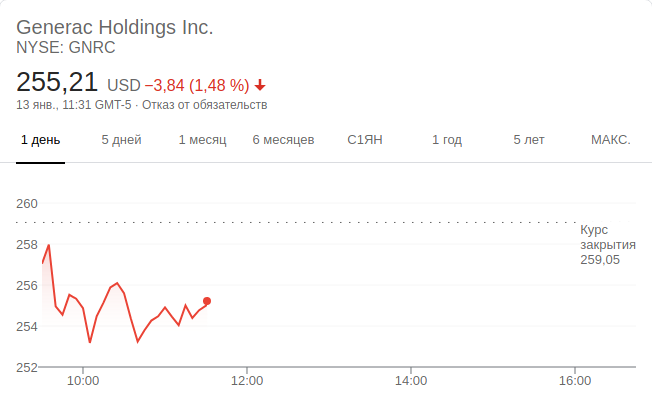 Generac Holdings Inc.
NYSE: GNRC
255,21 USD −3,84 (1,48 %)
13 янв., 11:31 GMT-5 · Отказ от обязательств
1 день 5 дней 1 месяц 6 месяцев С1ЯН 1 год 5 лет МАКС.
260
Курс
258 закрытия
259,05
256
254
252
10:00 12:00 14:00 16:00